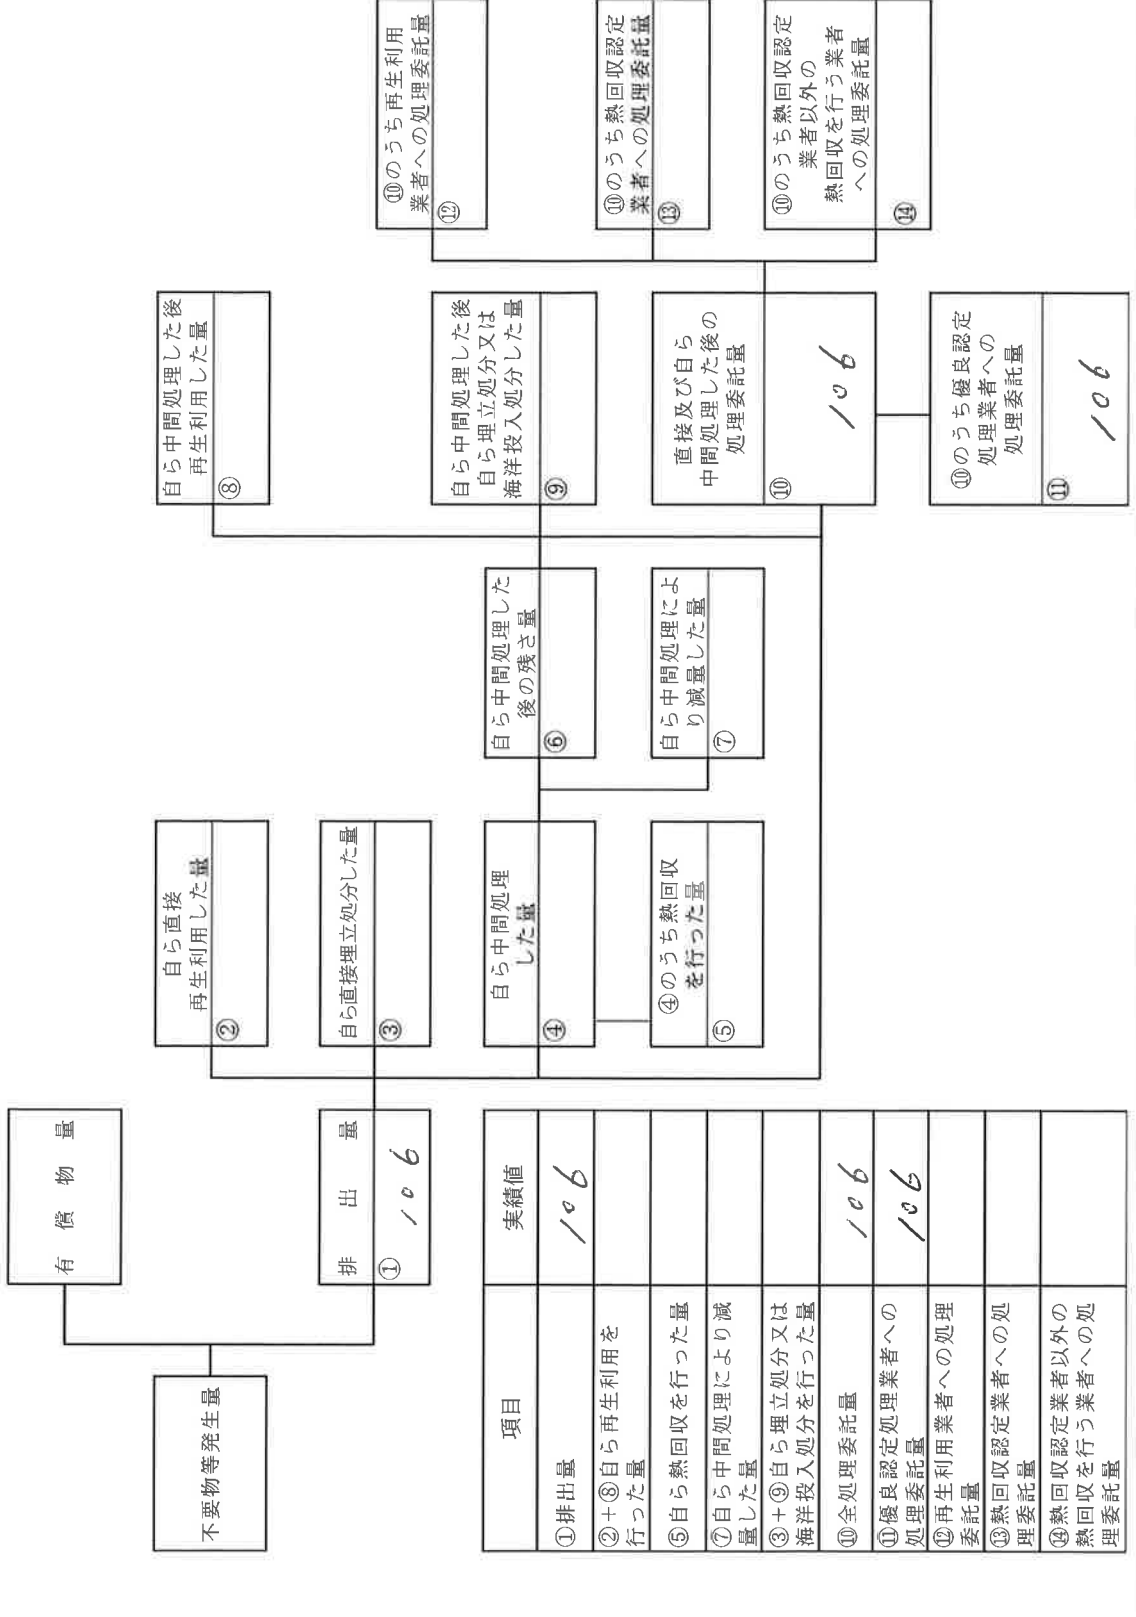 不要物等発生量
有償物量
排出量
①
106
自ら直接
再生利用した量
②
自ら直接埋立処分した量
③
自ら中間処理
した量
④
④のうち熱回収
を行った量
⑤
自ら中間処理した
後の残さ量
⑥
自ら中間処理によ
り減量した量
⑦
自ら中間処理した後
再生利用した量
⑧
自ら中間処理した後
自ら埋立処分又は
海洋投入処分した量
⑨
直接及び自ら
中間処理した後の
処理委託量
⑩
106
⑩のうち優良認定
処理業者への
処理委託量
⑪
106
⑩のうち再生利用
業者への処理委託量
⑫
⑩のうち熱回収認定
業者への処理委託量
⑬
⑩のうち熱回収認定
業者以外の
熱回収を行う業者
への処理委託量
⑭
項目 実績値
①排出量 106
②+⑧自ら再生利用を
行った量
⑤自ら熱回収を行った量
⑦自ら中間処理により減
量した量
③+⑨自ら埋立処分又は
海洋投入処分を行った量
⑩全処理委託量 106
⑪優良認定処理業者への
処理委託量 106
⑫再生利用業者への処理
委託量
⑬熱回収認定業者への処
理委託量
⑭熱回収認定業者以外の
熱回収を行う業者への処
理委託量